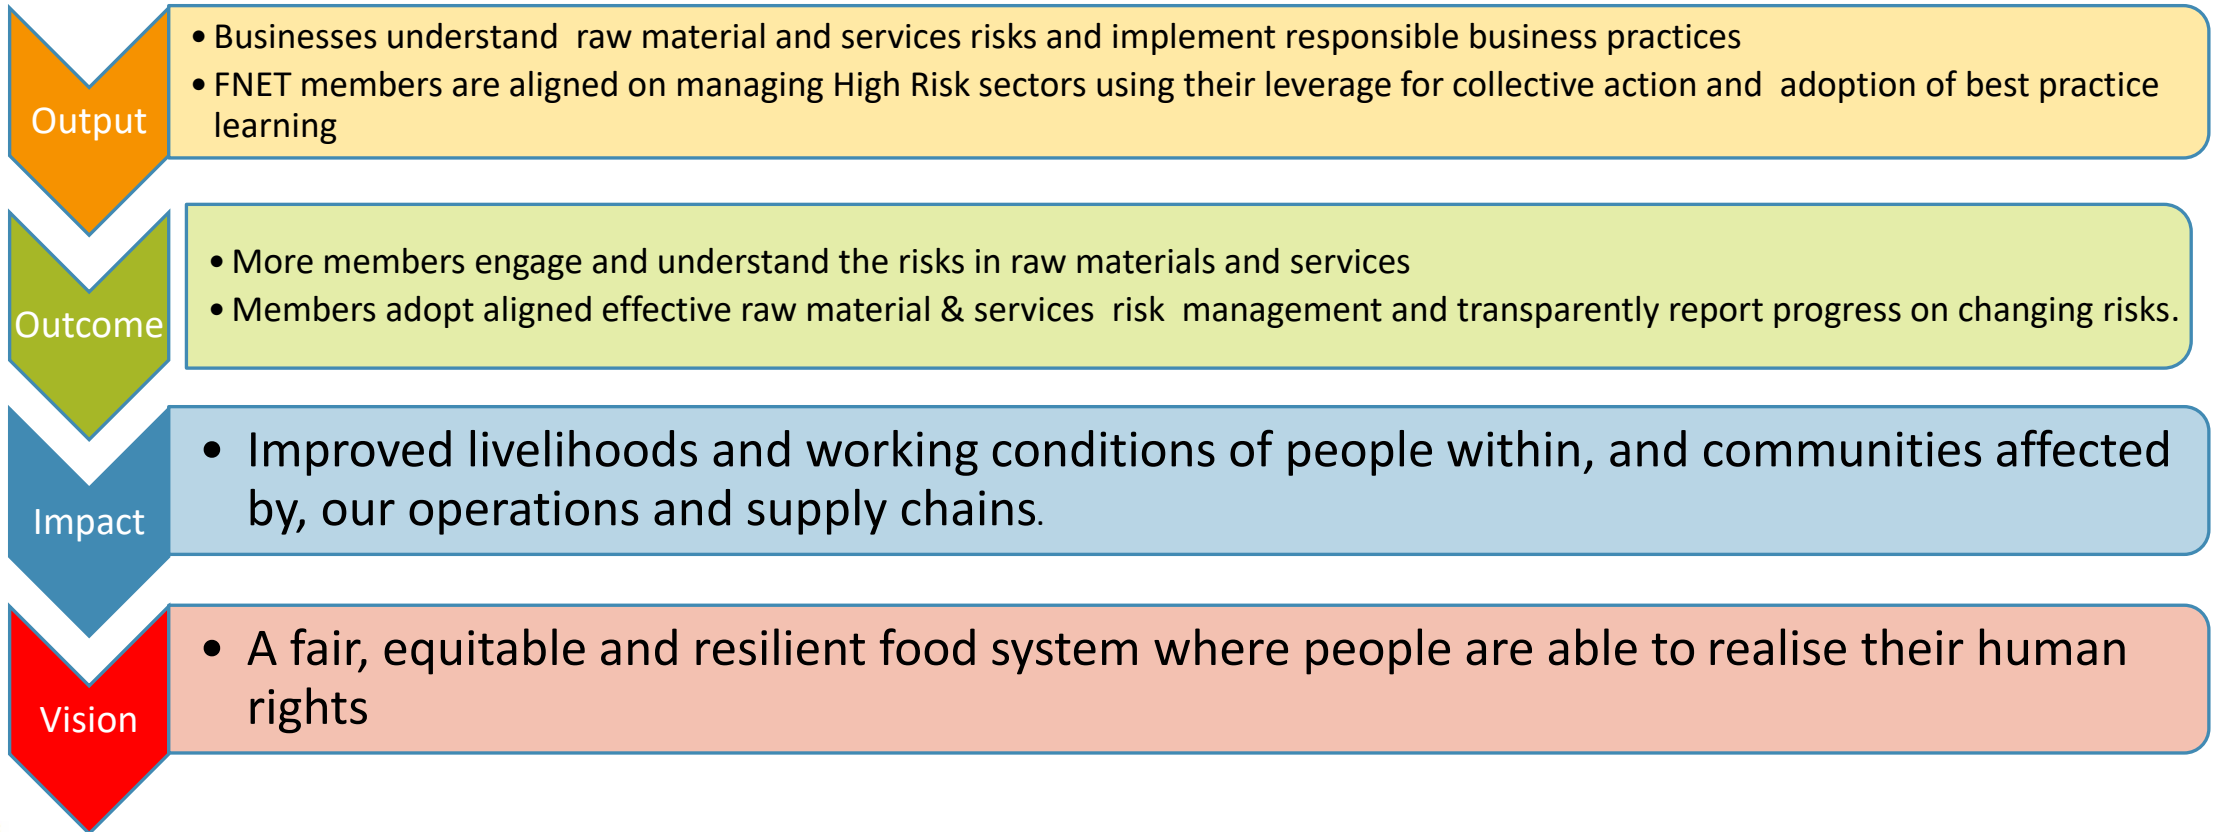 Output
• Businesses understand  raw material and services risks and implement responsible business practices
• FNET members are aligned on managing High Risk sectors using their leverage for collective action and  adoption of best practice
learning
Outcome
• More members engage and understand the risks in raw materials and services
• Members adopt aligned effective raw material & services  risk  management and transparently report progress on changing risks.
Impact
• Improved livelihoods and working conditions of people within, and communities affected
by, our operations and supply chains.
Vision
• A fair, equitable and resilient food system where people are able to realise their human
rights